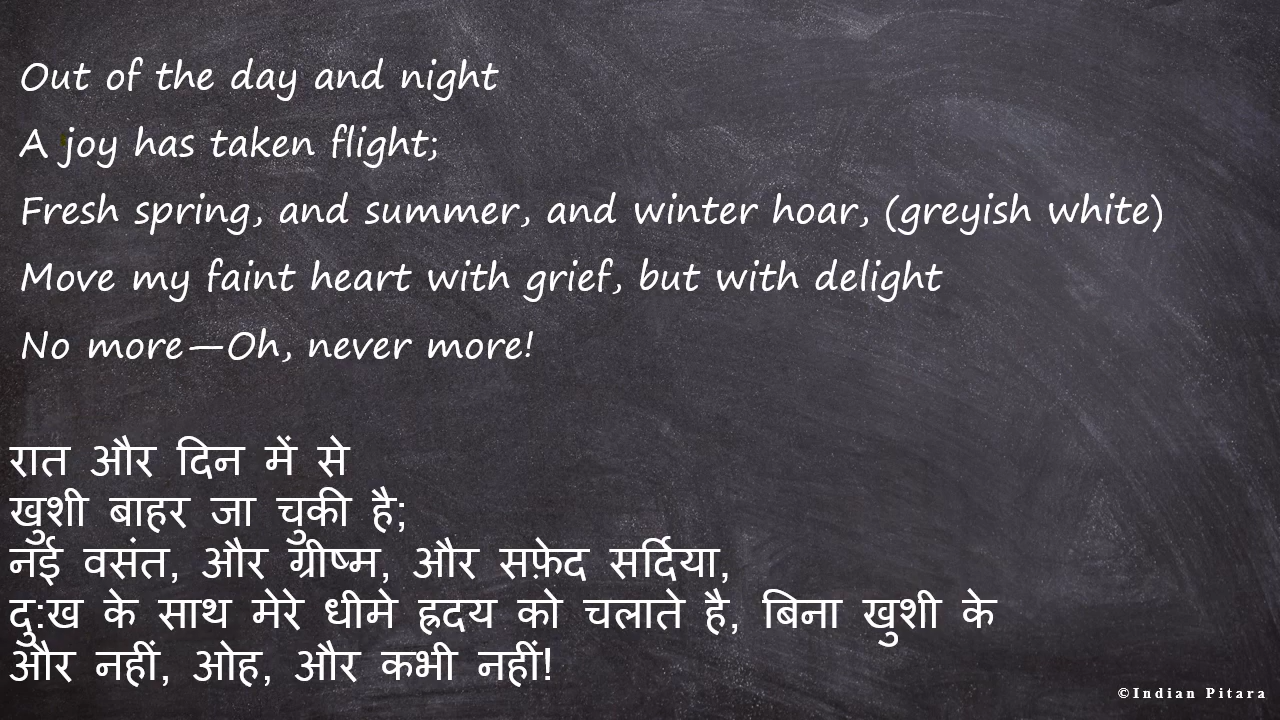 Out of the day and night
A joy has taken flight;
Fresh spring, and summer, and winter hoar, (greyish white)
Move my faint heart with grief, but with delight
No more—Oh, never more!
रात और दिन में से
खुशी बाहर जा चुकी है;
नई वसंत, और ग्रीष्म, और सफ़ेद सर्दिया,
दु:ख के साथ मेरे धीमे ह्रदय को चलाते है, बिना खुशी के
और नहीं, ओह, और कभी नहीं!
©Indian Pitara